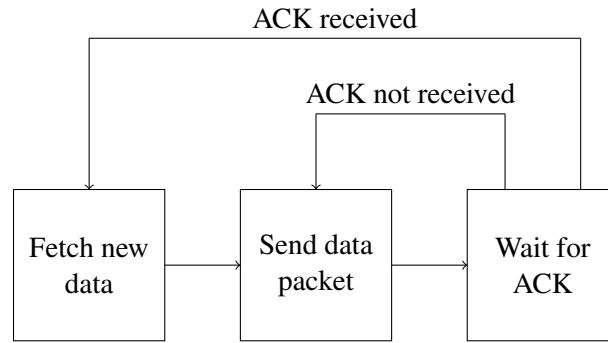 ACK received
ACK not received
Fetch new
data
Send data
packet
Wait for
ACK